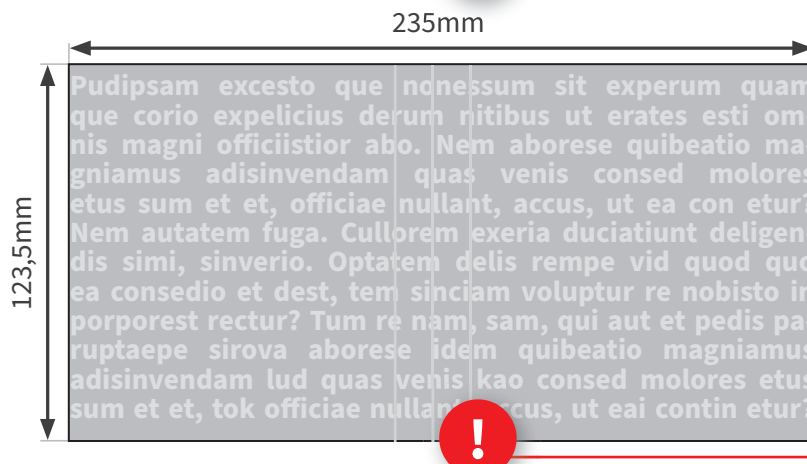 235mm
123,5mm
Pudipsam excesto que nonessum sit experum quam
que corio expelicius derum nitibus ut erates esti om
nis magni officiistior abo. Nem aborese quibeatio ma-
gniamus adisinvendam quas venis consed molores
etus sum et et, officiae nullant, accus, ut ea con etur?
Nem autatem fuga. Cullorem exeria duciatiunt deligen
dis simi, sinverio. Optatem delis rempe vid quod quo
ea consedio et dest, tem sinciam voluptur re nobisto in
porporest rectur? Tum re nam, sam, qui aut et pedis pa
ruptaepe sirova aborese idem quibeatio magniamus
adisinvendam lud quas venis kao consed molores etus
sum et et, tok officiae nullant cus, ut eai contin etur?
!